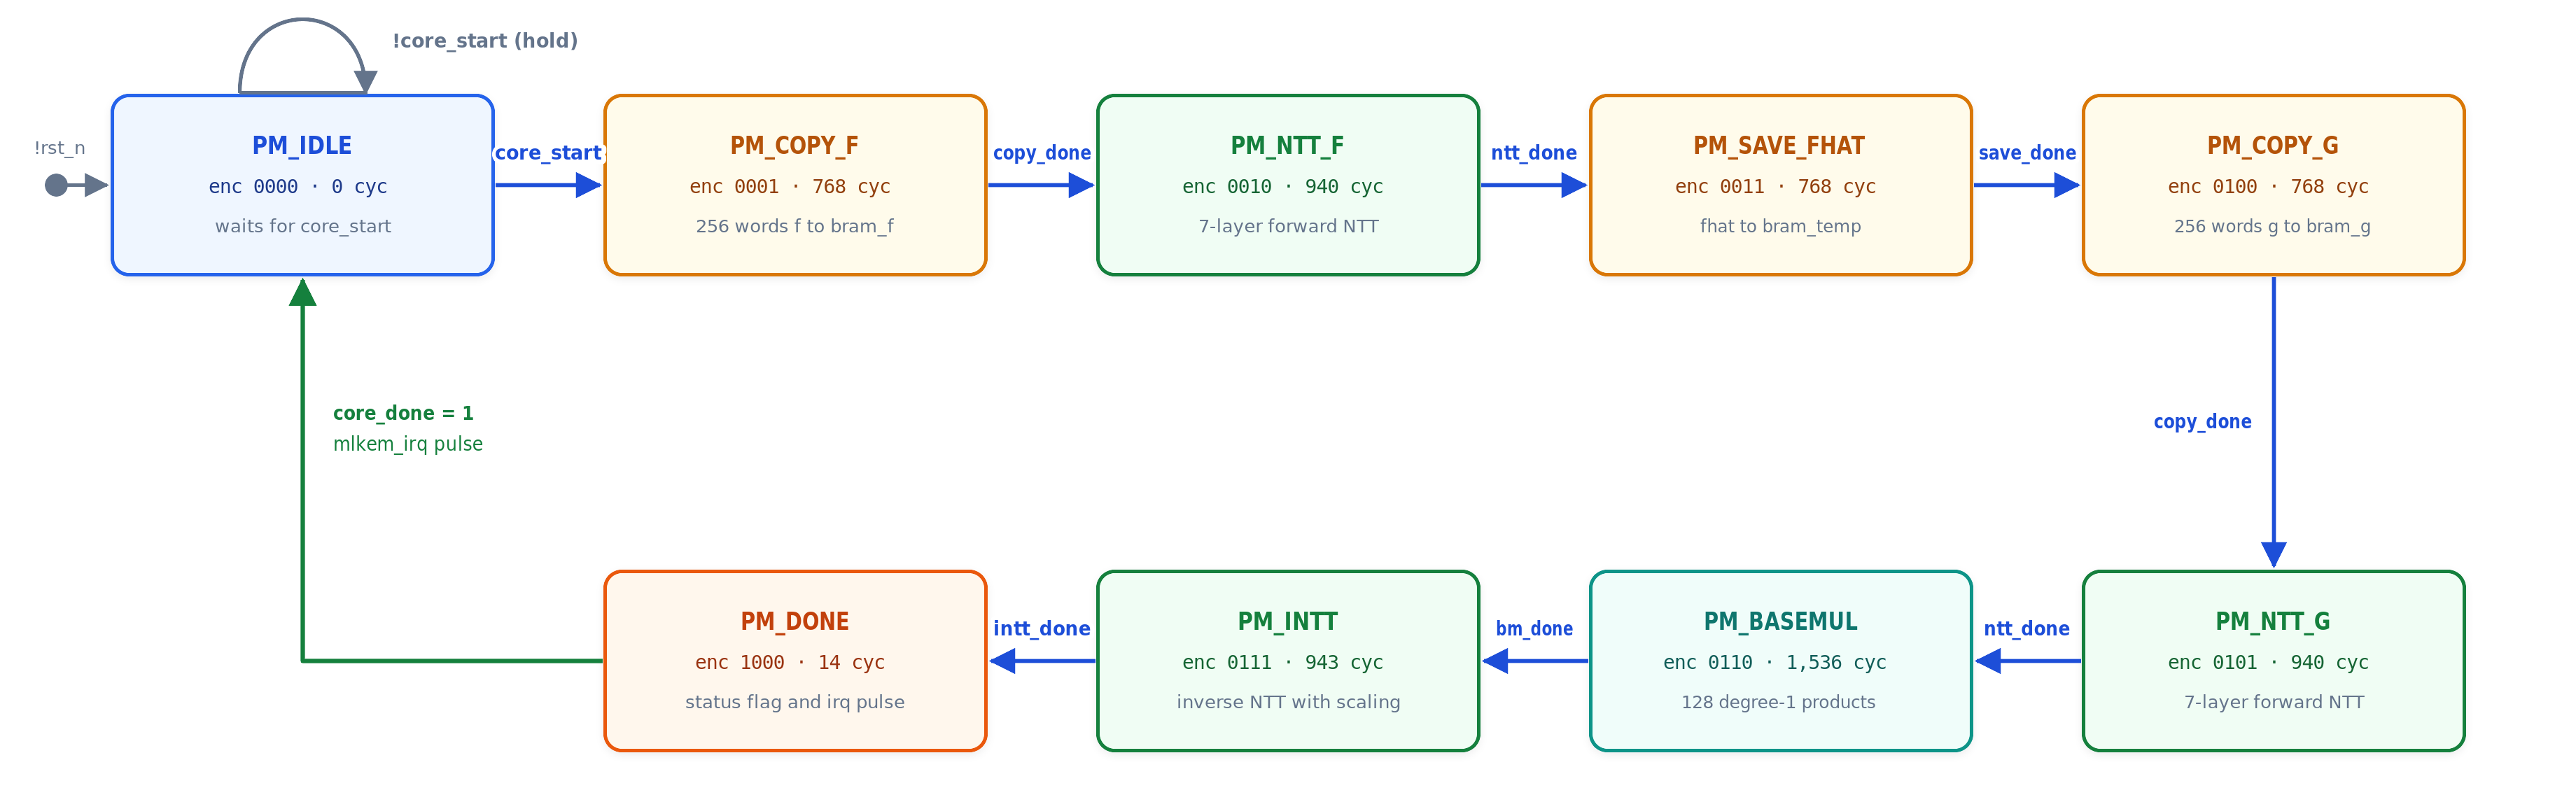 !core_start (hold)
!rst_n
PM_IDLE
enc 0000 · 0 cyc
waits for core_start
core_start
PM_COPY_F
enc 0001 · 768 cyc
256 words f to bram_f
copy_done
PM_NTT_F
enc 0010 · 940 cyc
7-layer forward NTT
ntt_done
PM_SAVE_FHAT
enc 0011 · 768 cyc
fhat to bram_temp
save_done
PM_COPY_G
enc 0100 · 768 cyc
256 words g to bram_g
core_done = 1
mlkem_irq pulse
copy_done
PM_DONE
enc 1000 · 14 cyc
status flag and irq pulse
intt_done
PM_INTT
enc 0111 · 943 cyc
inverse NTT with scaling
bm_done
PM_BASEMUL
enc 0110 · 1,536 cyc
128 degree-1 products
ntt_done
PM_NTT_G
enc 0101 · 940 cyc
7-layer forward NTT